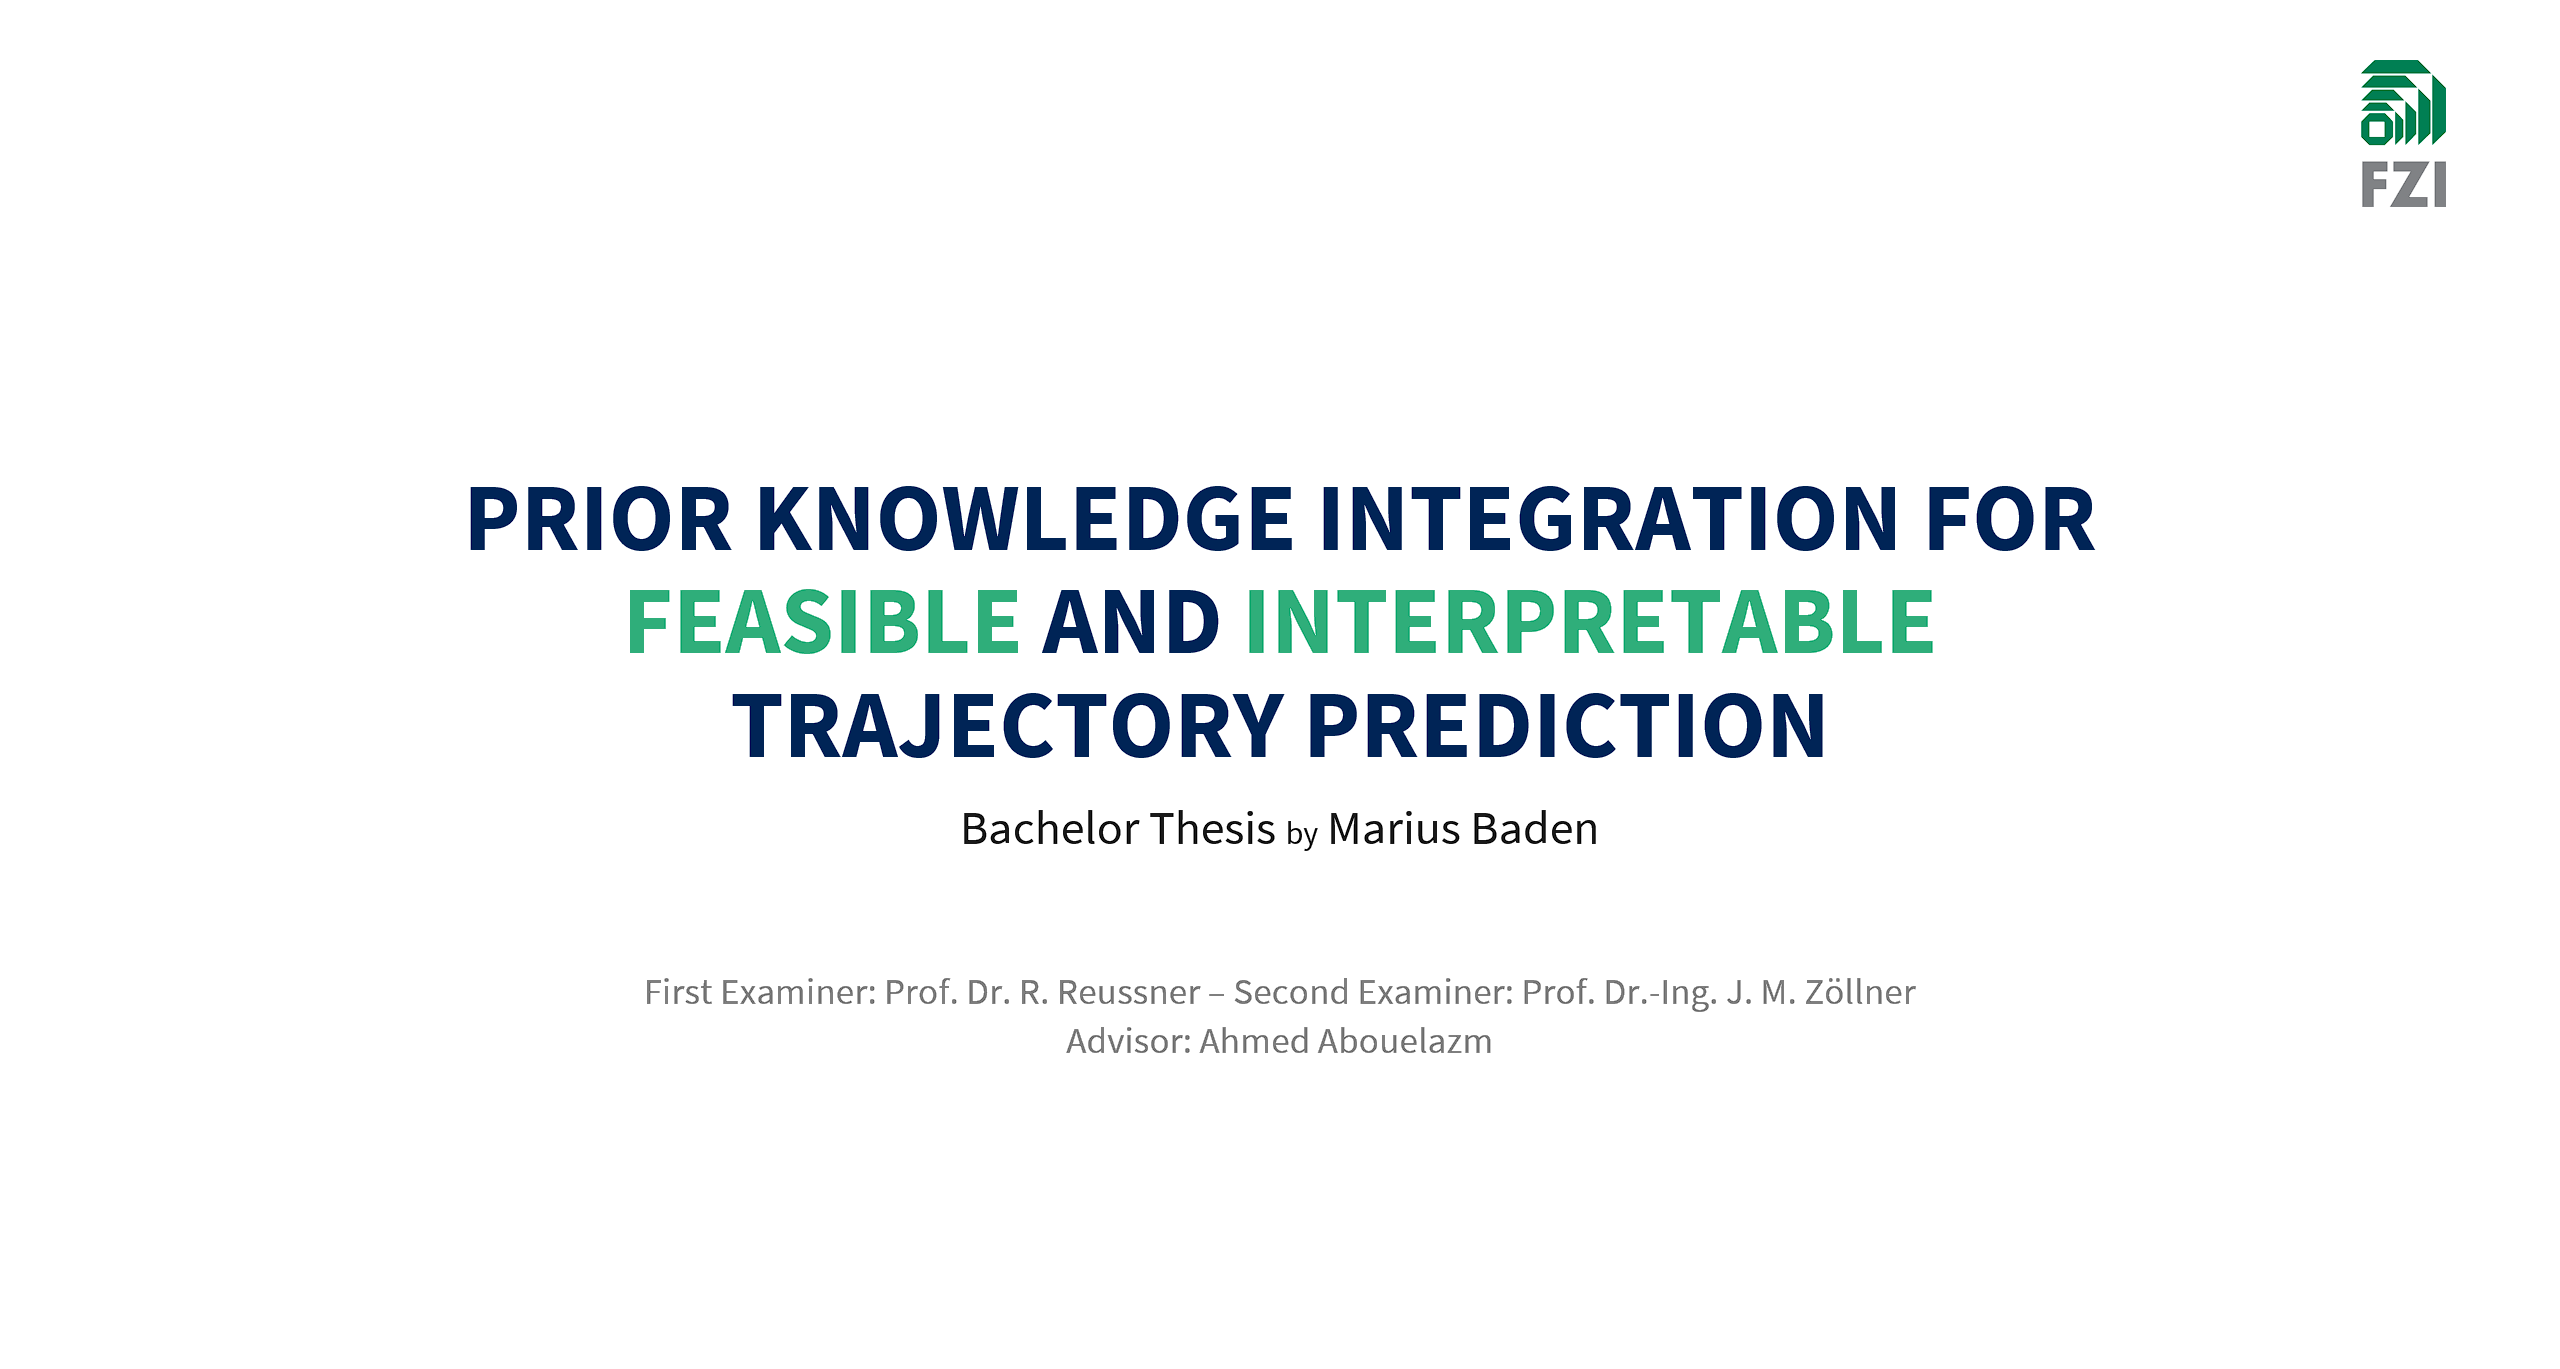 FZI
PRIOR KNOWLEDGE INTEGRATION FOR
FEASIBLE AND INTERPRETABLE
TRAJECTORY PREDICTION
Bachelor Thesis by Marius Baden
First Examiner: Prof. Dr. R. Reussner – Second Examiner: Prof. Dr.-Ing. J. M. Zöllner
Advisor: Ahmed Abouelazm